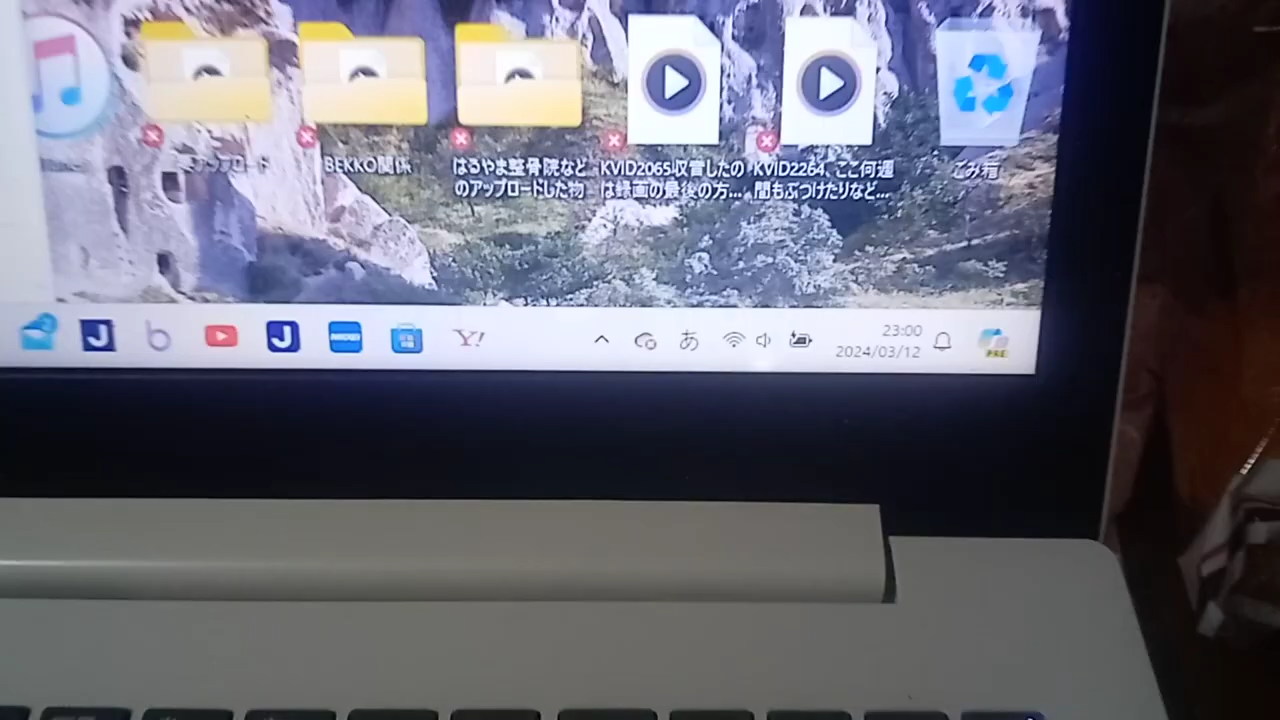 アップロード
BEKKO関係
はるやま整骨院など
のアップロードした物
KVID2065収音したの
は録画の最後の方...
KVID2264、ここ何週
間もぶつけたりなど...
ごみ箱
J
b
J
Y!
あ
23:00
2024/03/12
PRE